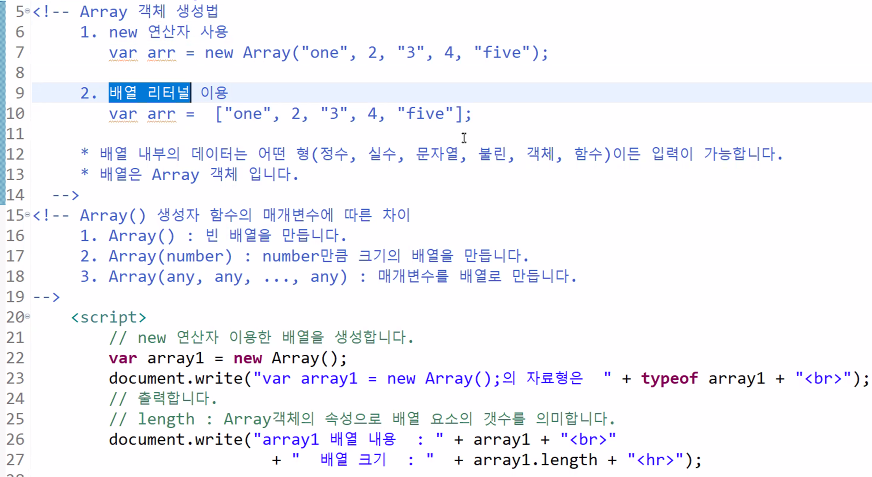 5 <!-- Array 객체 생성법
6 1. new 연산자 사용
7 var arr = new Array("one", 2, "3", 4, "five");
8
9 2. 배열 리터널 이용
10 var arr =  ["one", 2, "3", 4, "five"];
11
12 * 배열 내부의 데이터는 어떤 형(정수, 실수, 문자열, 불린, 객체, 함수)이든 입력이 가능합니다.
13 * 배열은 Array 객체 입니다.
14 -->
15 <!-- Array() 생성자 함수의 매개변수에 따른 차이
16 1. Array() : 빈 배열을 만듭니다.
17 2. Array(number) : number만큼 크기의 배열을 만듭니다.
18 3. Array(any, any, ..., any) : 매개변수를 배열로 만듭니다.
19 -->
20 <script>
21 // new 연산자 이용한 배열을 생성합니다.
22 var array1 = new Array();
23 document.write("var array1 = new Array();의 자료형은  " + typeof array1 + "<br>");
24 // 출력합니다.
25 // length : Array객체의 속성으로 배열 요소의 갯수를 의미합니다.
26 document.write("array1 배열 내용  : " + array1 + "<br>"
27 + "  배열 크기  : "  + array1.length + "<hr>");